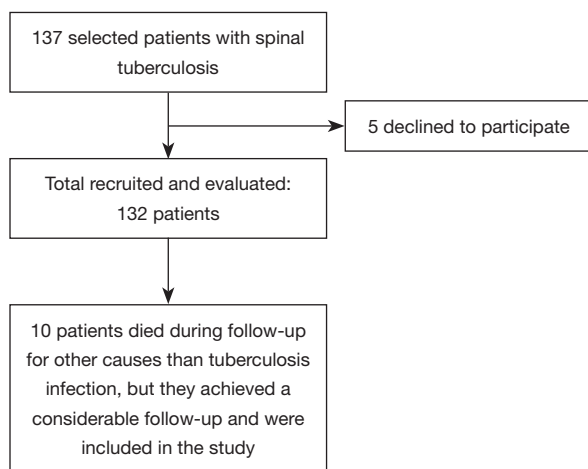 137 selected patients with spinal
tuberculosis
5 declined to participate
Total recruited and evaluated:
132 patients
10 patients died during follow-up
for other causes than tuberculosis
infection, but they achieved a
considerable follow-up and were
included in the study